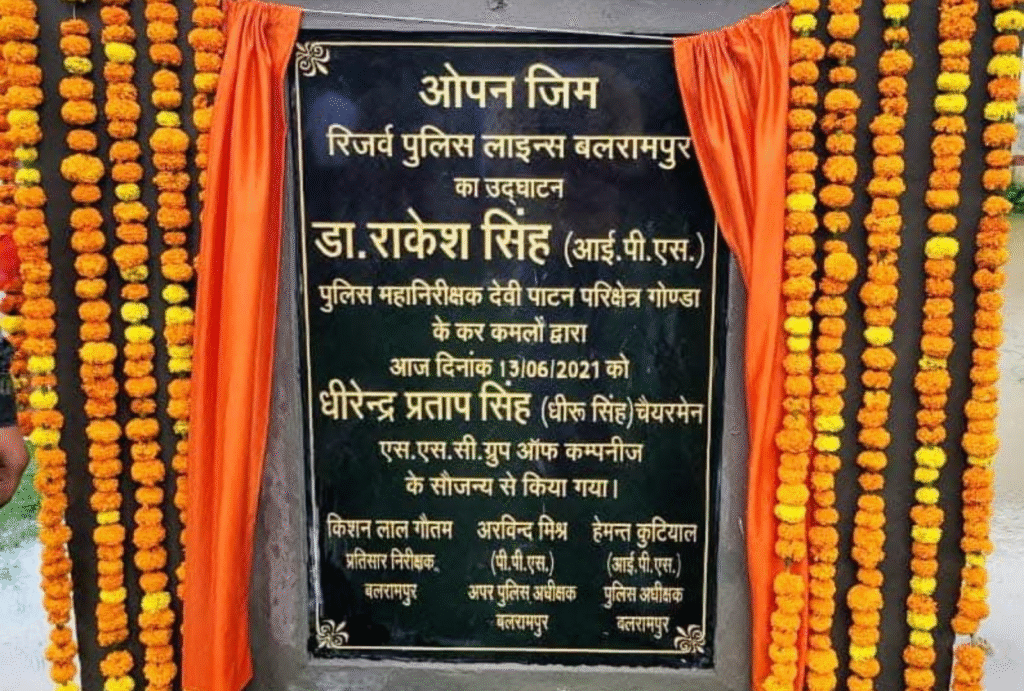 ओपन जिम
रिजर्व पुलिस लाइन्स बलरामपुर
का उद्घाटन
डा.राकेश सिंह (आई.पी.एस.)
पुलिस महानिरीक्षक देवी पाटन परिक्षेत्र गोण्डा
के कर कमलों द्वारा
आज दिनांक 13/06/2021 को
धीरेन्द्र प्रताप सिंह (धीरू सिंह) चैयरमेन
एस.एस.सी.ग्रुप ऑफ कम्पनीज
के सौजन्य से किया गया।
किशन लाल गौतम अरविन्द मिश्र हेमन्त कुटियाल
प्रतिसार निरीक्षक (पी.पी.एस.) (आई.पी.एस.)
बलरामपुर अपर पुलिस अधीक्षक पुलिस अधीक्षक
बलरामपुर बलरामपुर